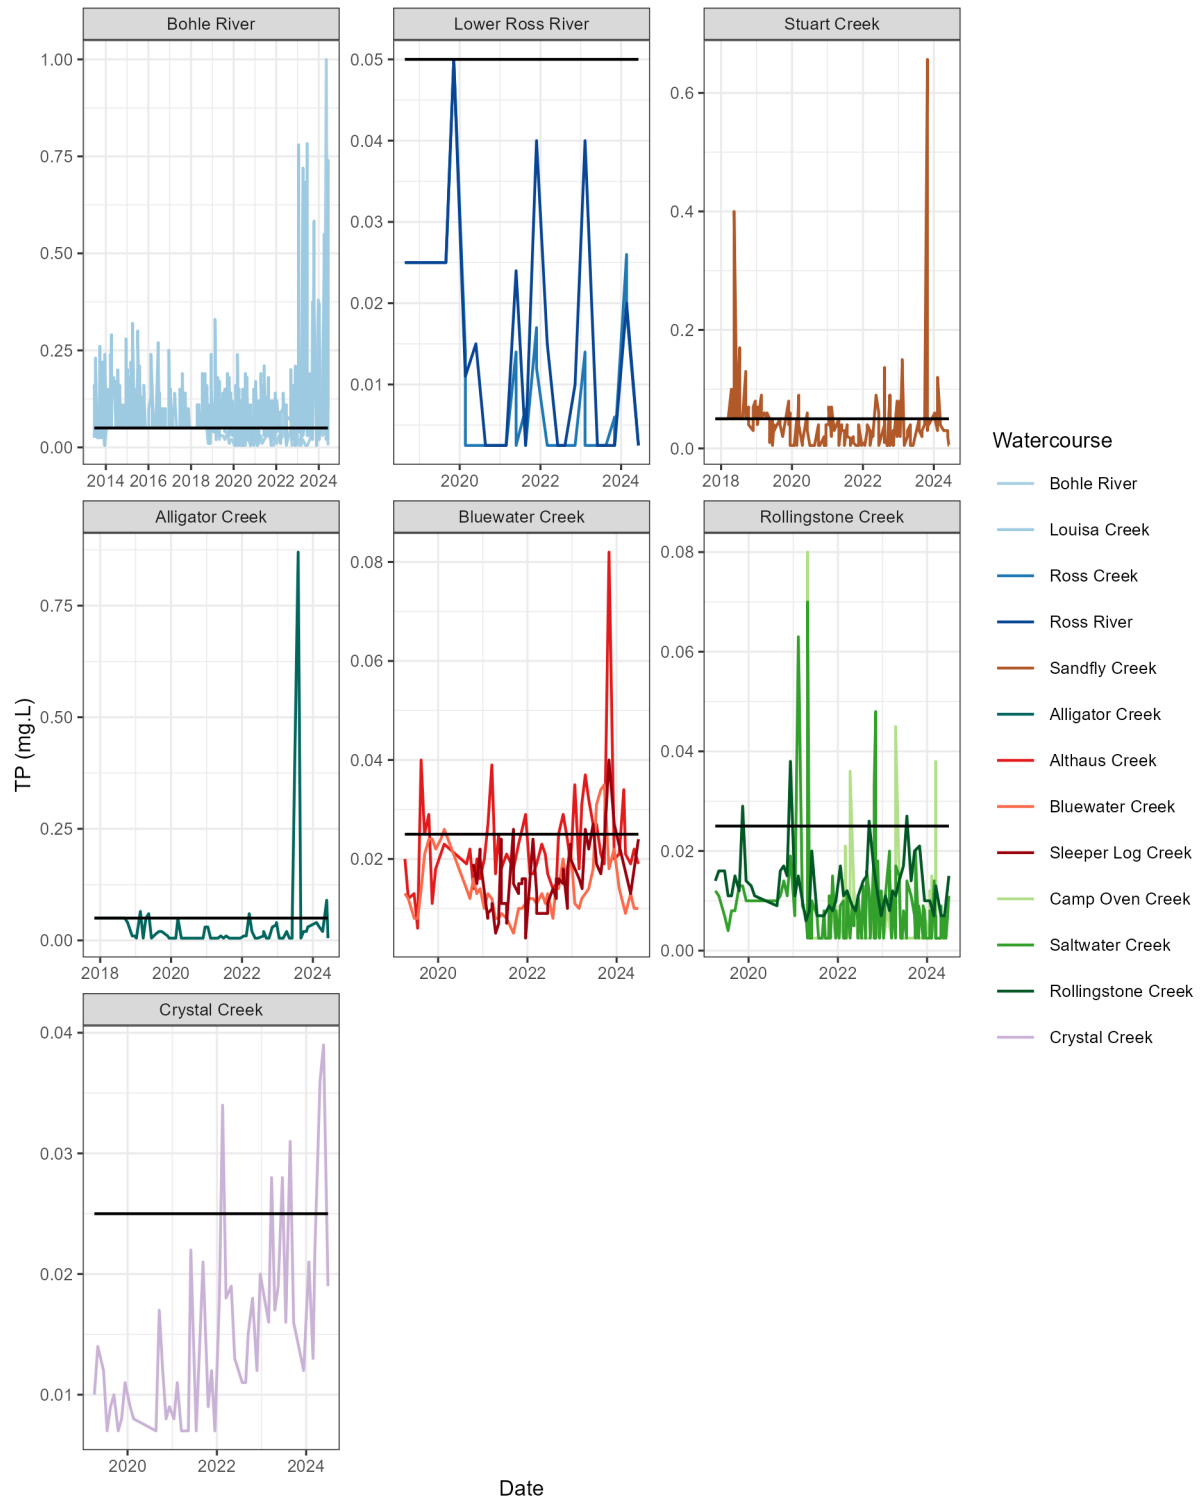 Bohle River
Lower Ross River
Stuart Creek
1.00
0.75
0.50
0.25
0.00
2014 2016 2018 2020 2022 2024
0.05
0.04
0.03
0.02
0.01
2020 2022 2024
0.6
0.4
0.2
0.0
2018 2020 2022 2024
Alligator Creek
Bluewater Creek
Rollingstone Creek
0.75
0.50
0.25
0.00
2018 2020 2022 2024
0.08
0.06
0.04
0.02
2020 2022 2024
0.08
0.06
0.04
0.02
0.00
2020 2022 2024
Crystal Creek
0.04
0.03
0.02
0.01
2020 2022 2024
TP (mg.L)
Date
Watercourse
Bohle River
Louisa Creek
Ross Creek
Ross River
Sandfly Creek
Alligator Creek
Althaus Creek
Bluewater Creek
Sleeper Log Creek
Camp Oven Creek
Saltwater Creek
Rollingstone Creek
Crystal Creek